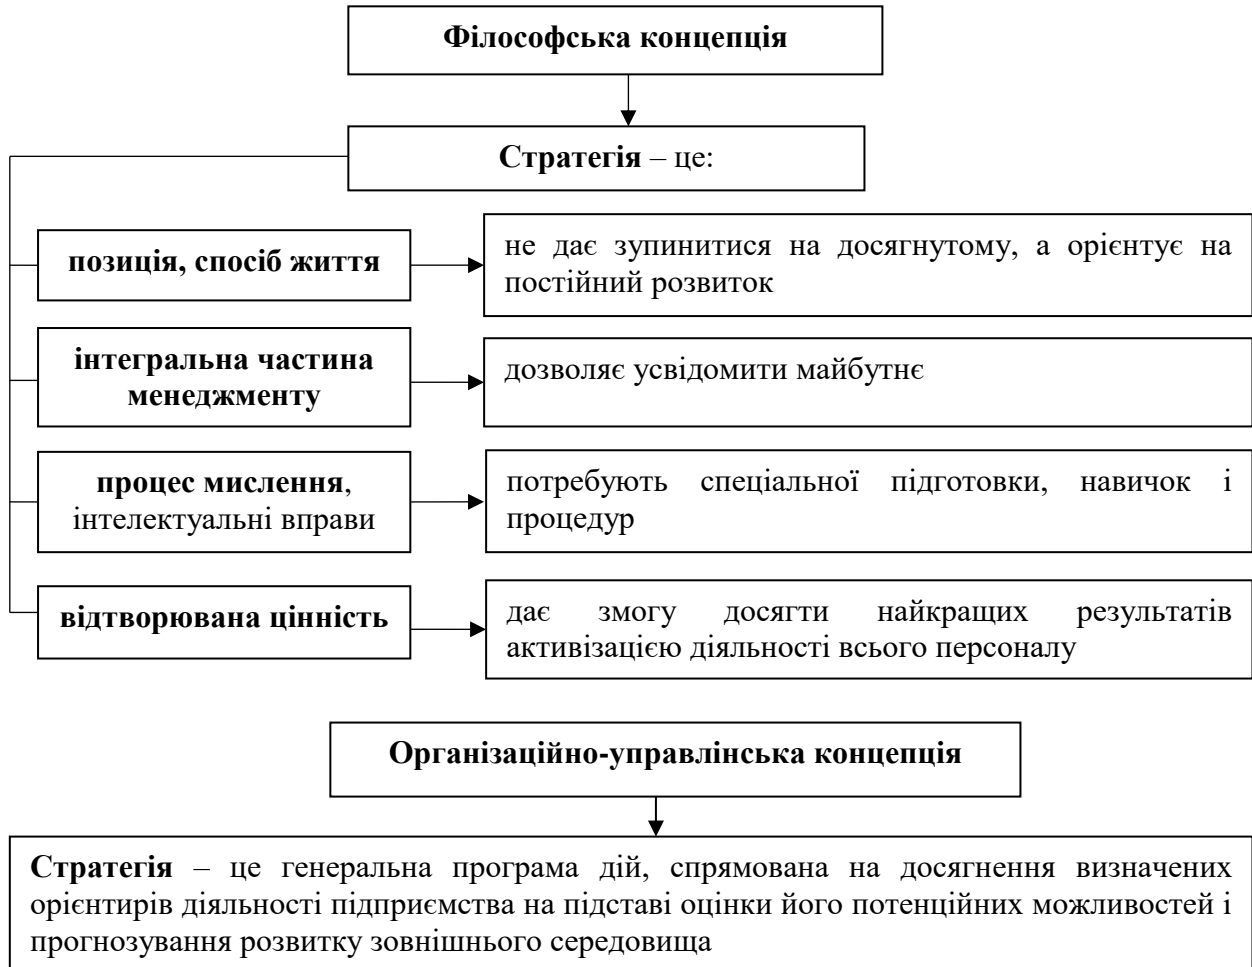 Філософська концепція
Стратегія – це:
позиція, спосіб життя
не дає зупинитися на досягнутому, а орієнтує на
постійний розвиток
інтегральна частина
менеджменту
дозволяє усвідомити майбутнє
процес мислення,
інтелектуальні вправи
потребують спеціальної підготовки, навичок і
процедур
відтворювана цінність
дає змогу досягти найкращих результатів
активізацією діяльності всього персоналу
Організаційно-управлінська концепція
Стратегія – це генеральна програма дій, спрямована на досягнення визначених
орієнтирів діяльності підприємства на підставі оцінки його потенційних можливостей і
прогнозування розвитку зовнішнього середовища